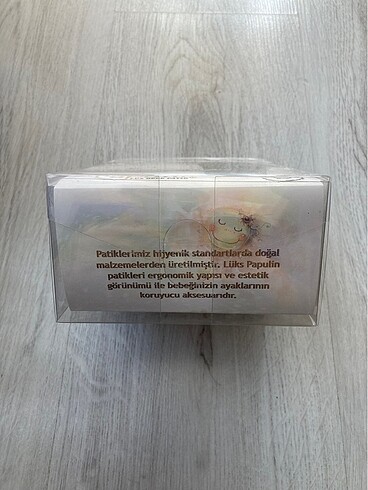 Patiklerimiz hijyenik standartlarda doğal
malzemelerden üretilmiştir. Lüks Papulin
patikleri ergonomik yapısı ve estetik
görünümü ile bebeğinizin ayaklarının
koruyucu aksesuarıdır.